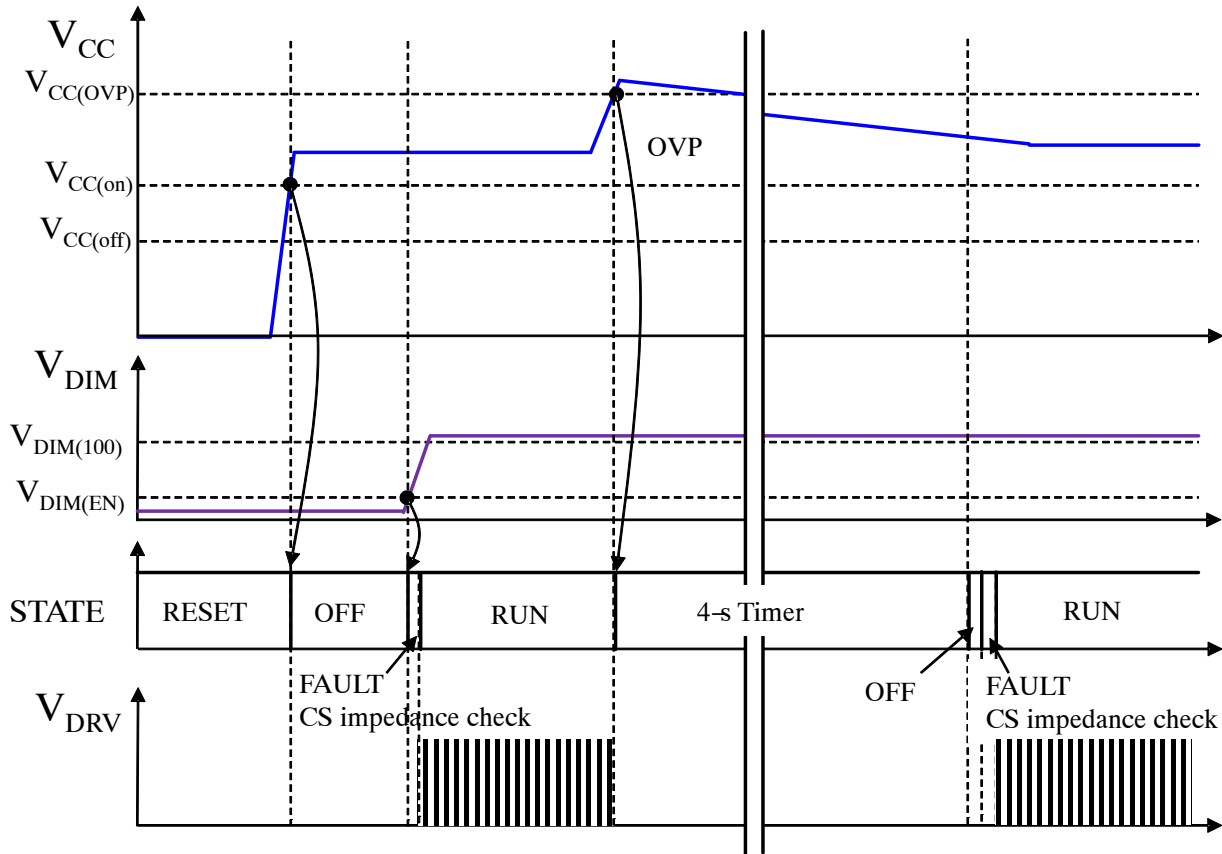 VCC
VCC(OVP)
OVP
VCC(on)
VCC(off)
VDIM
VDIM(100)
VDIM(EN)
STATE
RESET
OFF
RUN
4-s Timer
RUN
FAULT
CS impedance check
OFF
FAULT
CS impedance check
VDRV